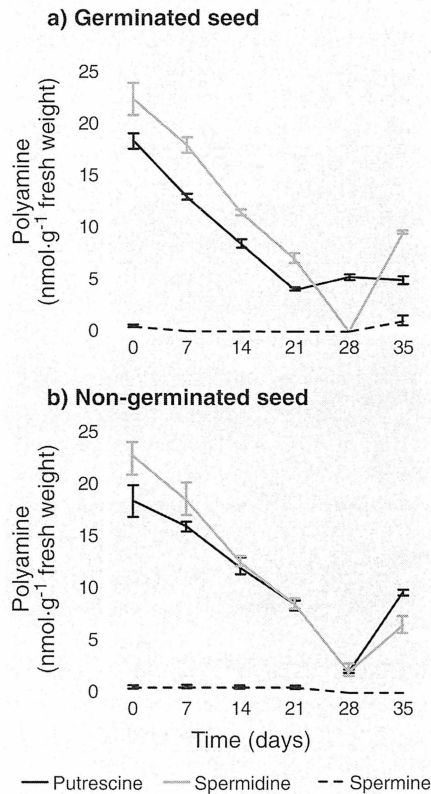 a) Germinated seed
Polyamine
(nmol·g⁻¹ fresh weight)
25
20
15
10
5
0
0 7 14 21 28 35
b) Non-germinated seed
Polyamine
(nmol·g⁻¹ fresh weight)
25
20
15
10
5
0
0 7 14 21 28 35
Time (days)
Putrescine Spermidine Spermine